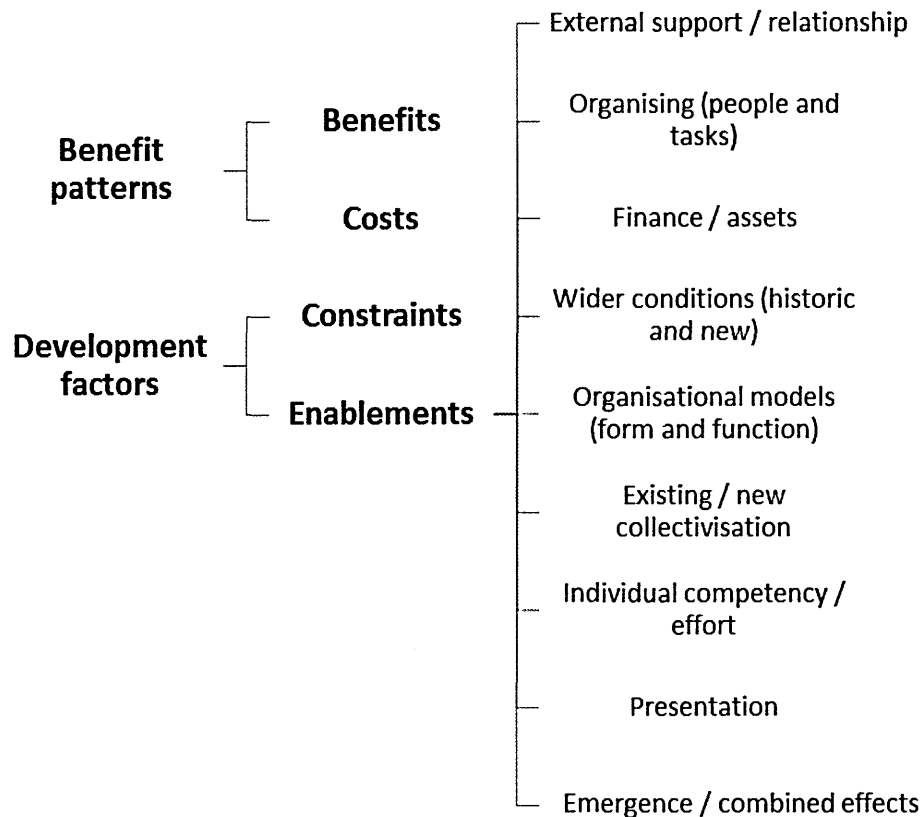 Benefit
patterns
Benefits
Costs
Development
factors
Constraints
Enablements
External support / relationship
Organising (people and
tasks)
Finance / assets
Wider conditions (historic
and new)
Organisational models
(form and function)
Existing / new
collectivisation
Individual competency /
effort
Presentation
Emergence / combined effects